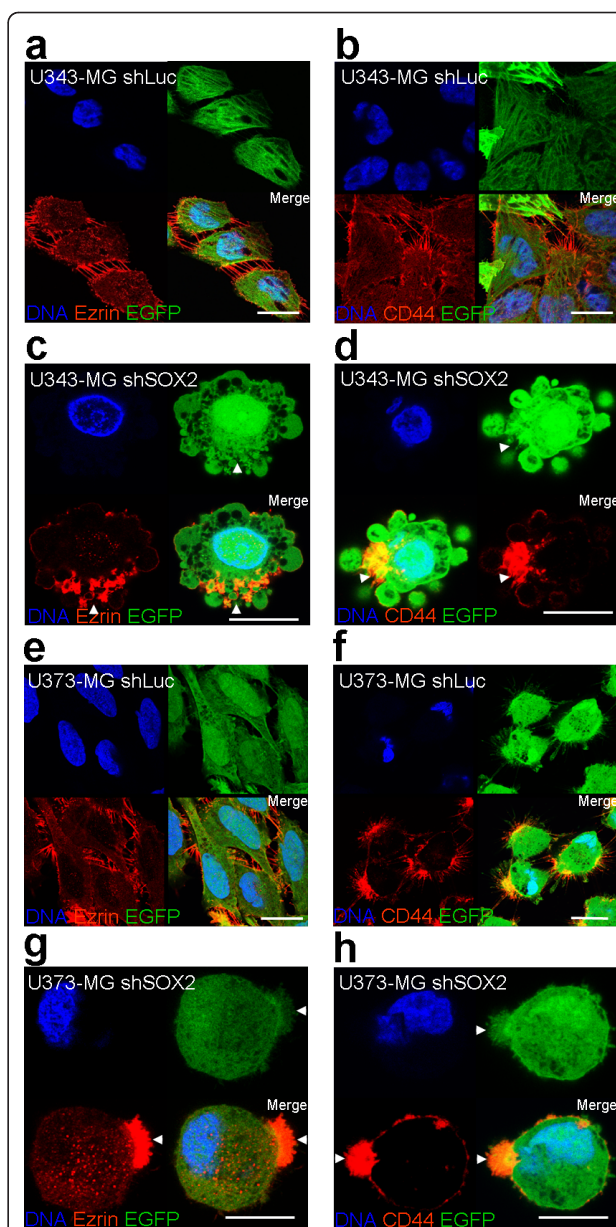 a
b
U343-MG shLuc
U343-MG shLuc
Merge
Merge
DNA Ezrin EGFP
DNA CD44 EGFP
c
d
U343-MG shSOX2
U343-MG shSOX2
Merge
Merge
DNA Ezrin EGFP
DNA CD44 EGFP
e
f
U373-MG shLuc
U373-MG shLuc
Merge
Merge
DNA Ezrin EGFP
DNA CD44 EGFP
g
h
U373-MG shSOX2
U373-MG shSOX2
Merge
Merge
DNA Ezrin EGFP
DNA CD44 EGFP